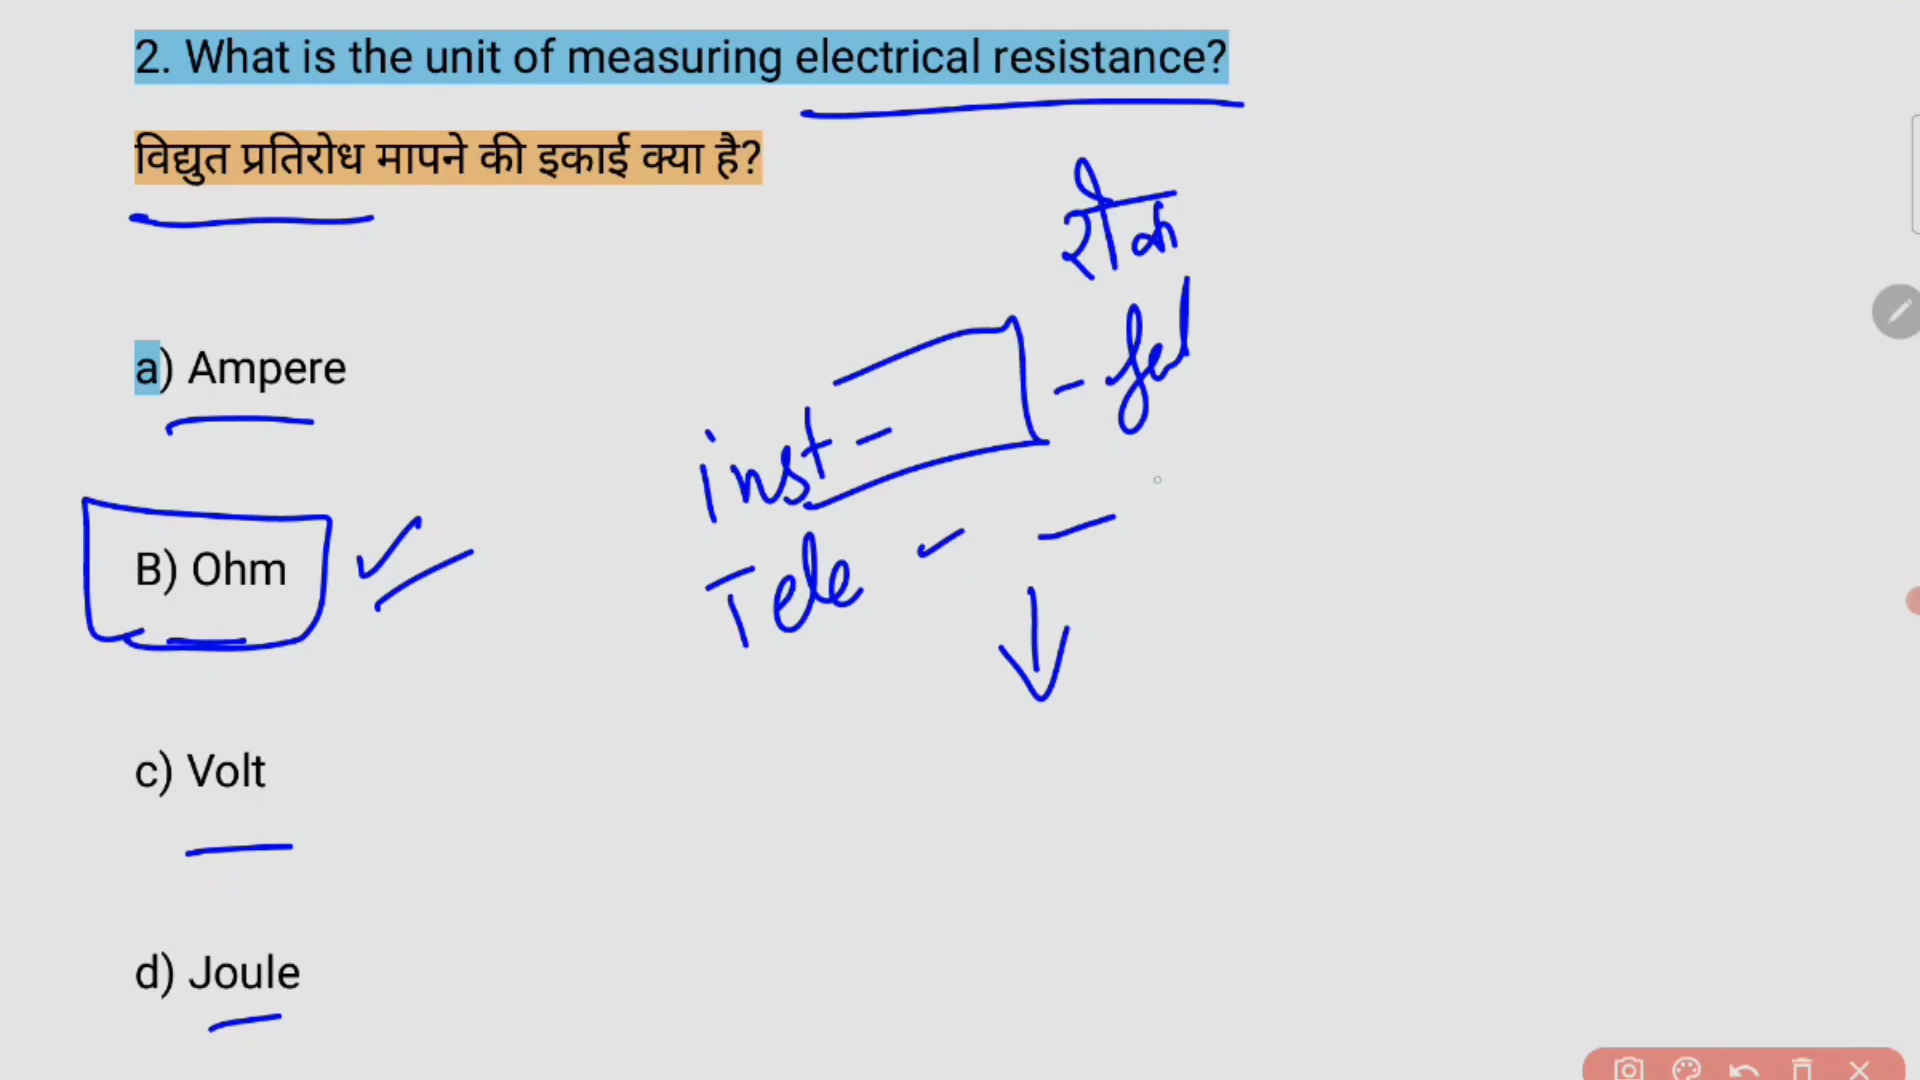 2. What is the unit of measuring electrical resistance?
विद्युत प्रतिरोध मापने की इकाई क्या है?
रोक
a) Ampere
inst -
B) Ohm
Tele -
c) Volt
d) Joule